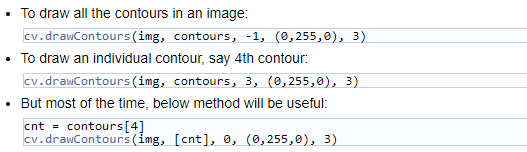 • To draw all the contours in an image:
cv.drawContours(img, contours, -1, (0,255,0), 3)
• To draw an individual contour, say 4th contour:
cv.drawContours(img, contours, 3, (0,255,0), 3)
• But most of the time, below method will be useful:
cnt = contours[4]
cv.drawContours(img, [cnt], 0, (0,255,0), 3)